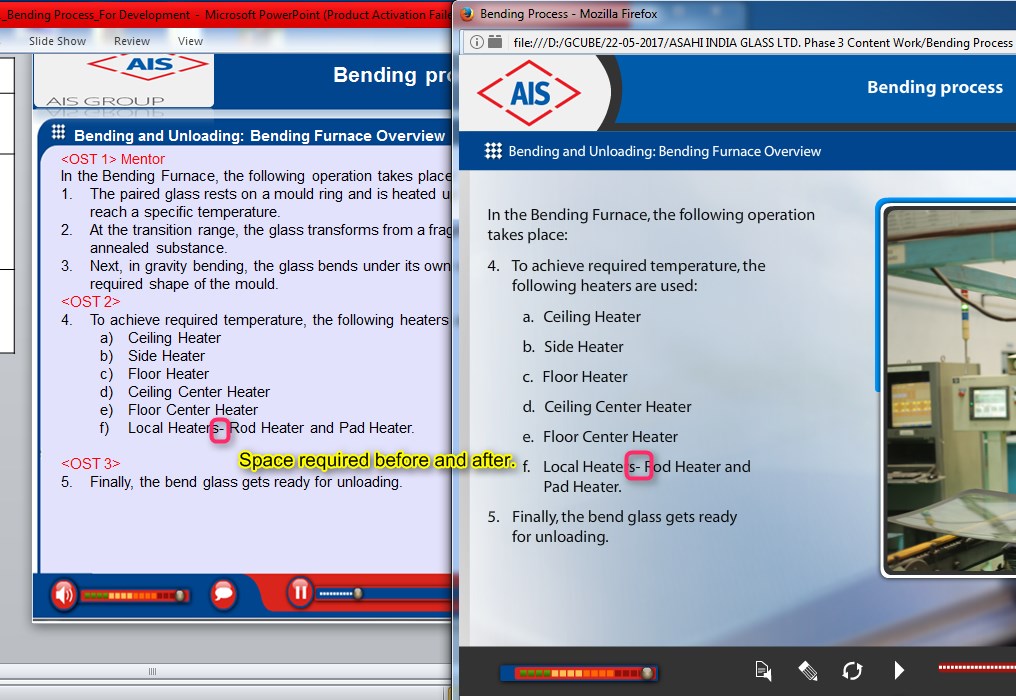 _Bending Process_For Development - Microsoft PowerPoint (Product Activation Faile
Slide Show Review View
AIS
AIS GROUP
Bending pro
Bending and Unloading: Bending Furnace Overview
<OST 1> Mentor
In the Bending Furnace, the following operation takes place
1. The paired glass rests on a mould ring and is heated u
reach a specific temperature.
2. At the transition range, the glass transforms from a frag
annealed substance.
3. Next, in gravity bending, the glass bends under its own
required shape of the mould.
<OST 2>
4. To achieve required temperature, the following heaters
a) Ceiling Heater
b) Side Heater
c) Floor Heater
d) Ceiling Center Heater
e) Floor Center Heater
f) Local Heaters- Rod Heater and Pad Heater.
<OST 3>
5. Finally, the bend glass gets ready for unloading.
Space required before and after.
Bending Process - Mozilla Firefox
file:///D:/GCUBE/22-05-2017/ASAHI INDIA GLASS LTD. Phase 3 Content Work/Bending Process
AIS
Bending process
Bending and Unloading: Bending Furnace Overview
In the Bending Furnace, the following operation
takes place:
4. To achieve required temperature, the
following heaters are used:
a. Ceiling Heater
b. Side Heater
c. Floor Heater
d. Ceiling Center Heater
e. Floor Center Heater
f. Local Heaters- Rod Heater and
Pad Heater.
5. Finally, the bend glass gets ready
for unloading.